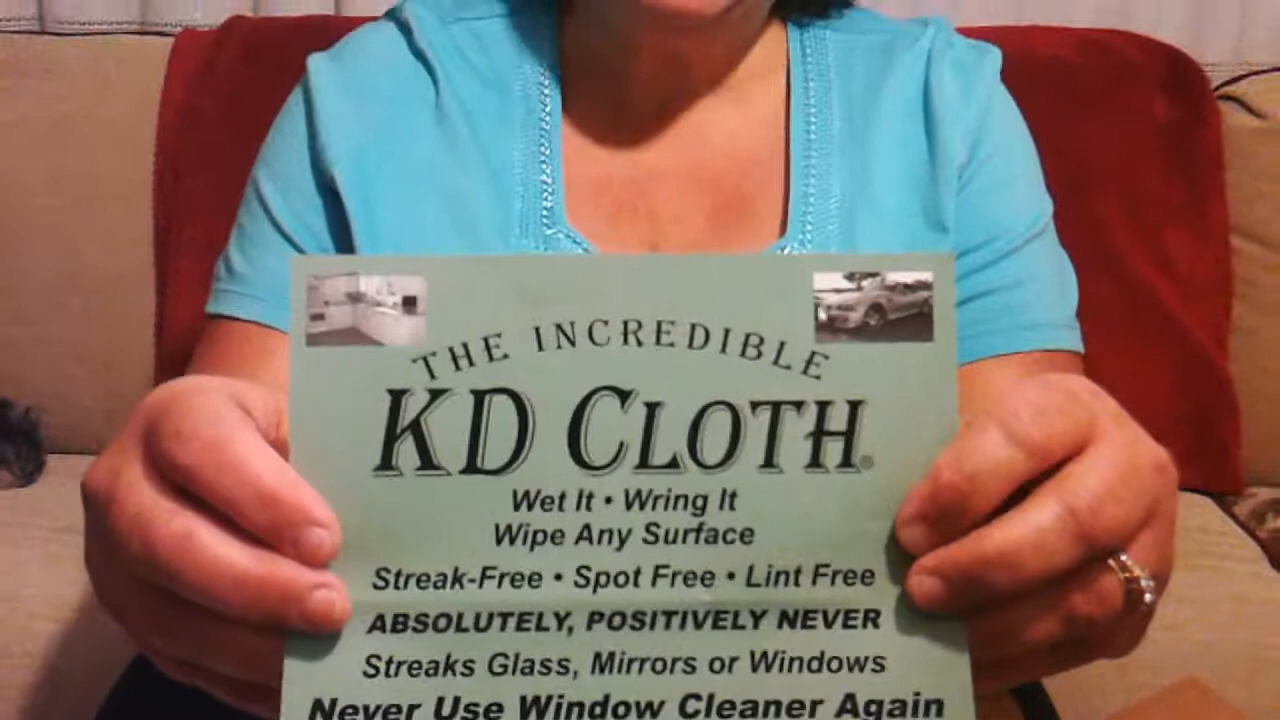 THE INCREDIBLE
KD CLOTH®
Wet It • Wring It
Wipe Any Surface
Streak-Free • Spot Free • Lint Free
ABSOLUTELY, POSITIVELY NEVER
Streaks Glass, Mirrors or Windows
Never Use Window Cleaner Again